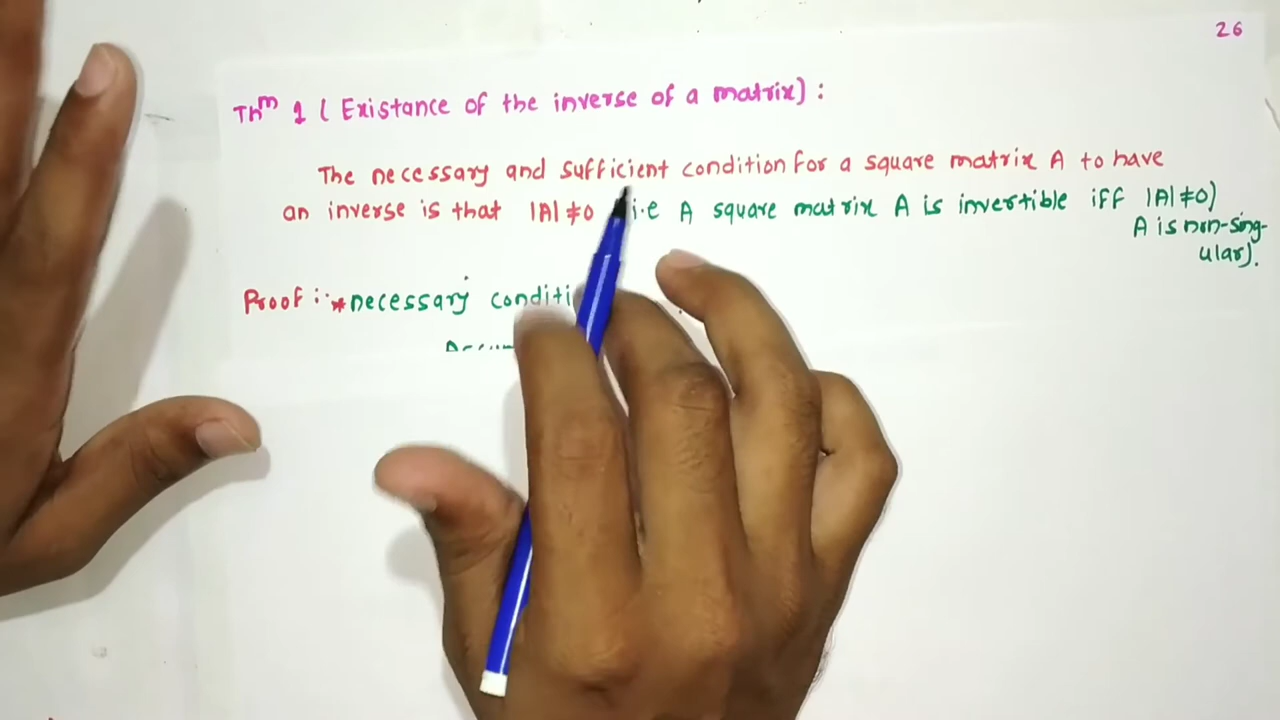 26
Thm 1 ( Existance of the inverse of a matrix) :
The necessary and sufficient condition for a square matrix A to have
an inverse is that |A| ≠ 0 i.e A square matrix A is invertible iff |A| ≠ 0)
A is non-sing-
ular).
Proof : * necessary